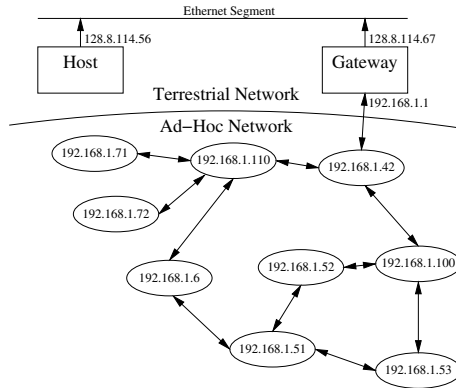 Ethernet Segment
128.8.114.56
128.8.114.67
Host
Gateway
Terrestrial Network
192.168.1.1
Ad-Hoc Network
192.168.1.71
192.168.1.110
192.168.1.42
192.168.1.72
192.168.1.6
192.168.1.52
192.168.1.100
192.168.1.51
192.168.1.53